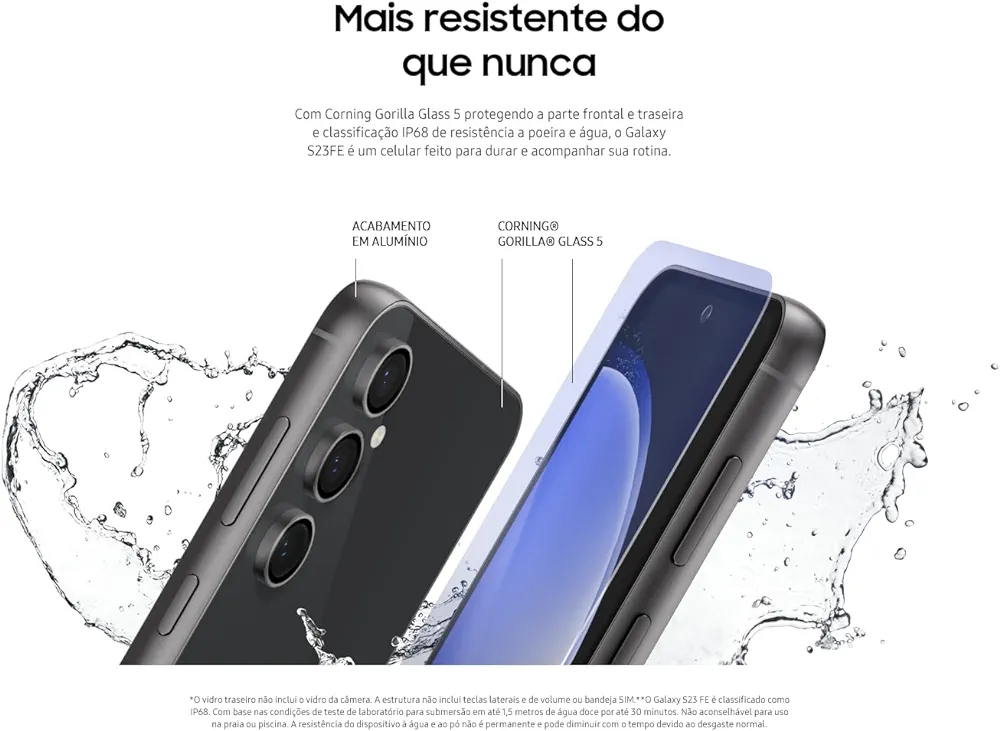 Mais resistente do
que nunca
Com Corning Gorilla Glass 5 protegendo a parte frontal e traseira
e classificação IP68 de resistência a poeira e água, o Galaxy
S23FE é um celular feito para durar e acompanhar sua rotina.
ACABAMENTO
EM ALUMÍNIO
CORNING®
GORILLA® GLASS 5
*O vidro traseiro não inclui o vidro da câmera. A estrutura não inclui teclas laterais e de volume ou bandeja SIM.**O Galaxy S23 FE é classificado como
IP68. Com base nas condições de teste de laboratório para submersão em até 1,5 metros de água doce por até 30 minutos. Não aconselhável para uso
na praia ou piscina. A resistência do dispositivo à água e ao pó não é permanente e pode diminuir com o tempo devido ao desgaste normal.